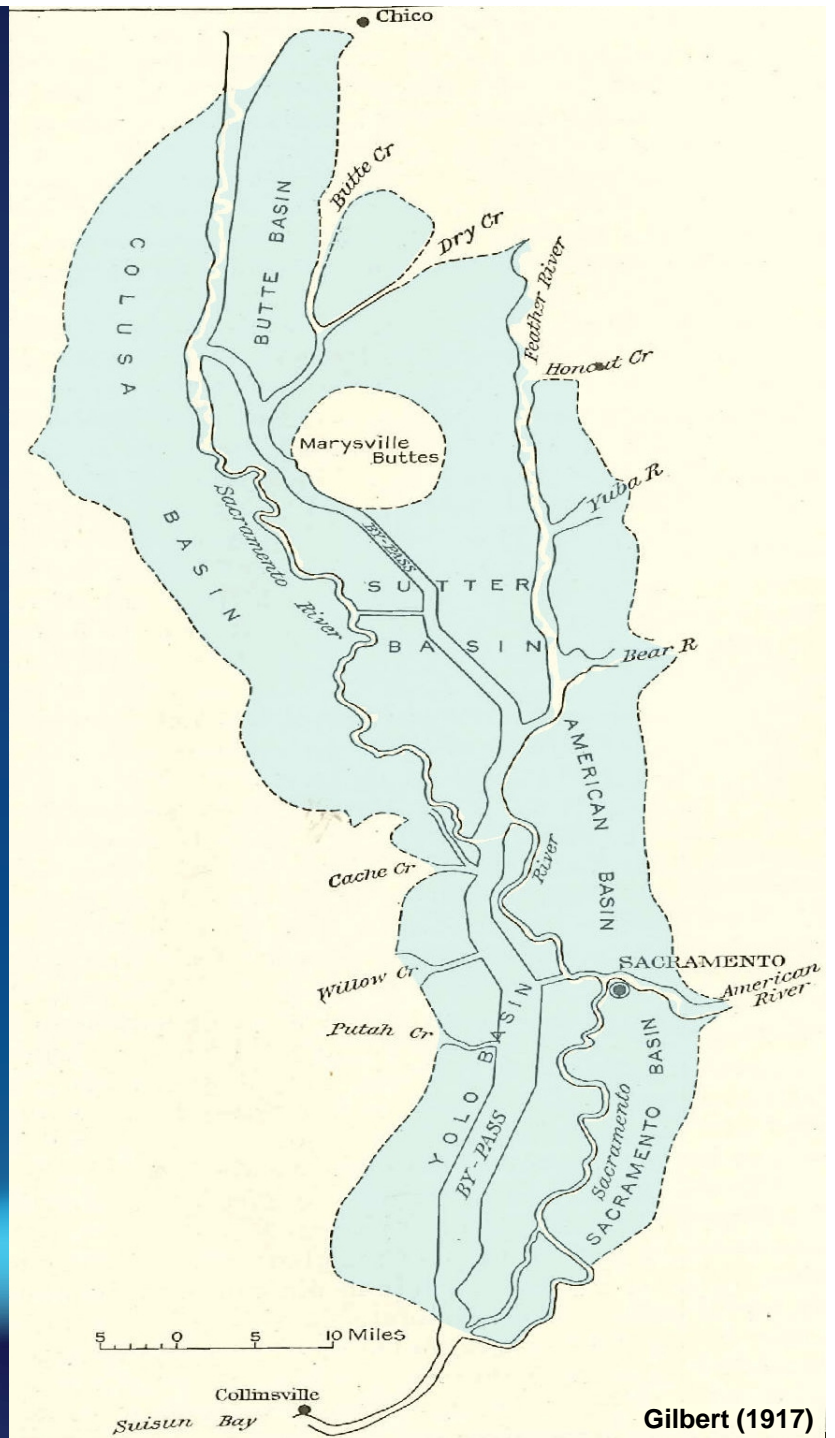 Chico
Butte Cr
Dry Cr
COLUSA
BUTTE BASIN
Feather River
Honcut Cr
Marysville
Buttes
Yuba R
Sacramento River
BASIN
BY-PASS
SUTTER
BASIN
Bear R
AMERICAN BASIN
River
Cache Cr
SACRAMENTO
American
River
Willow Cr
Putah Cr
YOLO BASIN
BY-PASS
Sacramento
SACRAMENTO BASIN
5 0 5 10 Miles
Collinsville
Suisun Bay
Gilbert (1917)